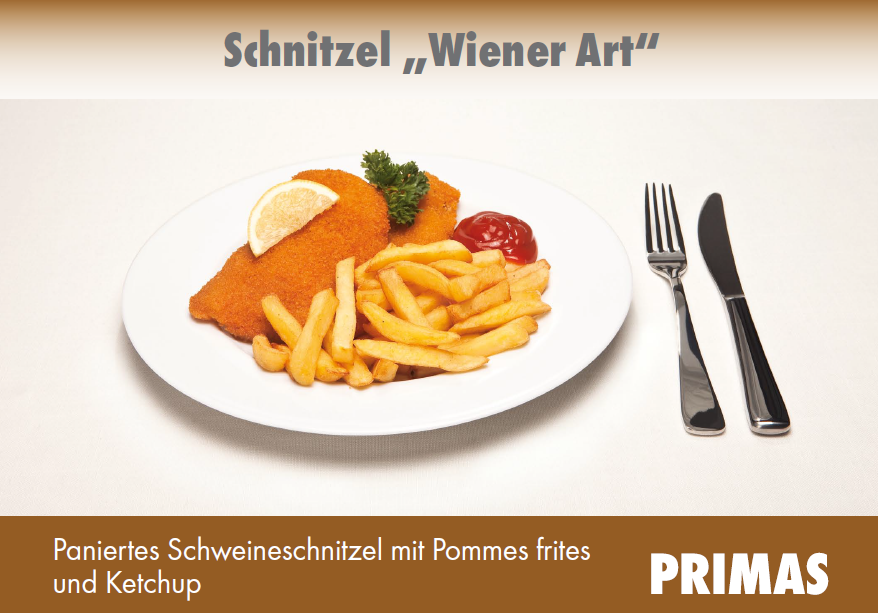 Schnitzel „Wiener Art“
Paniertes Schweineschnitzel mit Pommes frites
und Ketchup
PRIMAS